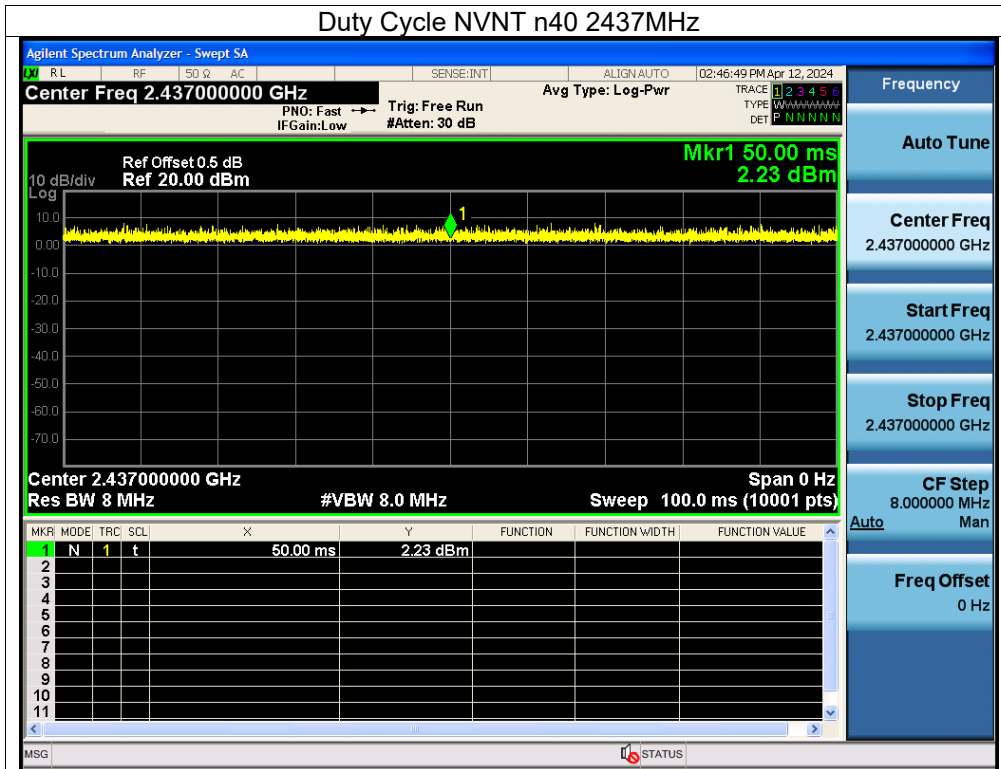 Duty Cycle NVNT n40 2437MHz
Agilent Spectrum Analyzer - Swept SA
LXI RL RF 50 Ω AC SENSE:INT ALIGN AUTO 02:46:49 PM Apr 12, 2024
Center Freq 2.437000000 GHz Avg Type: Log-Pwr TRACE 1 2 3 4 5 6
PNO: Fast Trig: Free Run TYPE WWWWWW
IFGain:Low #Atten: 30 dB DET P N N N N N
Mkr1 50.00 ms
Ref Offset 0.5 dB
10 dB/div Ref 20.00 dBm 2.23 dBm
Log
10.0
1
0.00
-10.0
-20.0
-30.0
-40.0
-50.0
-60.0
-70.0
Center 2.437000000 GHz Span 0 Hz
Res BW 8 MHz #VBW 8.0 MHz Sweep 100.0 ms (10001 pts)
MKR MODE TRC SCL X Y FUNCTION FUNCTION WIDTH FUNCTION VALUE
1 N 1 t 50.00 ms 2.23 dBm
2
3
4
5
6
7
8
9
10
11
MSG STATUS
Frequency
Auto Tune
Center Freq
2.437000000 GHz
Start Freq
2.437000000 GHz
Stop Freq
2.437000000 GHz
CF Step
8.000000 MHz
Auto Man
Freq Offset
0 Hz